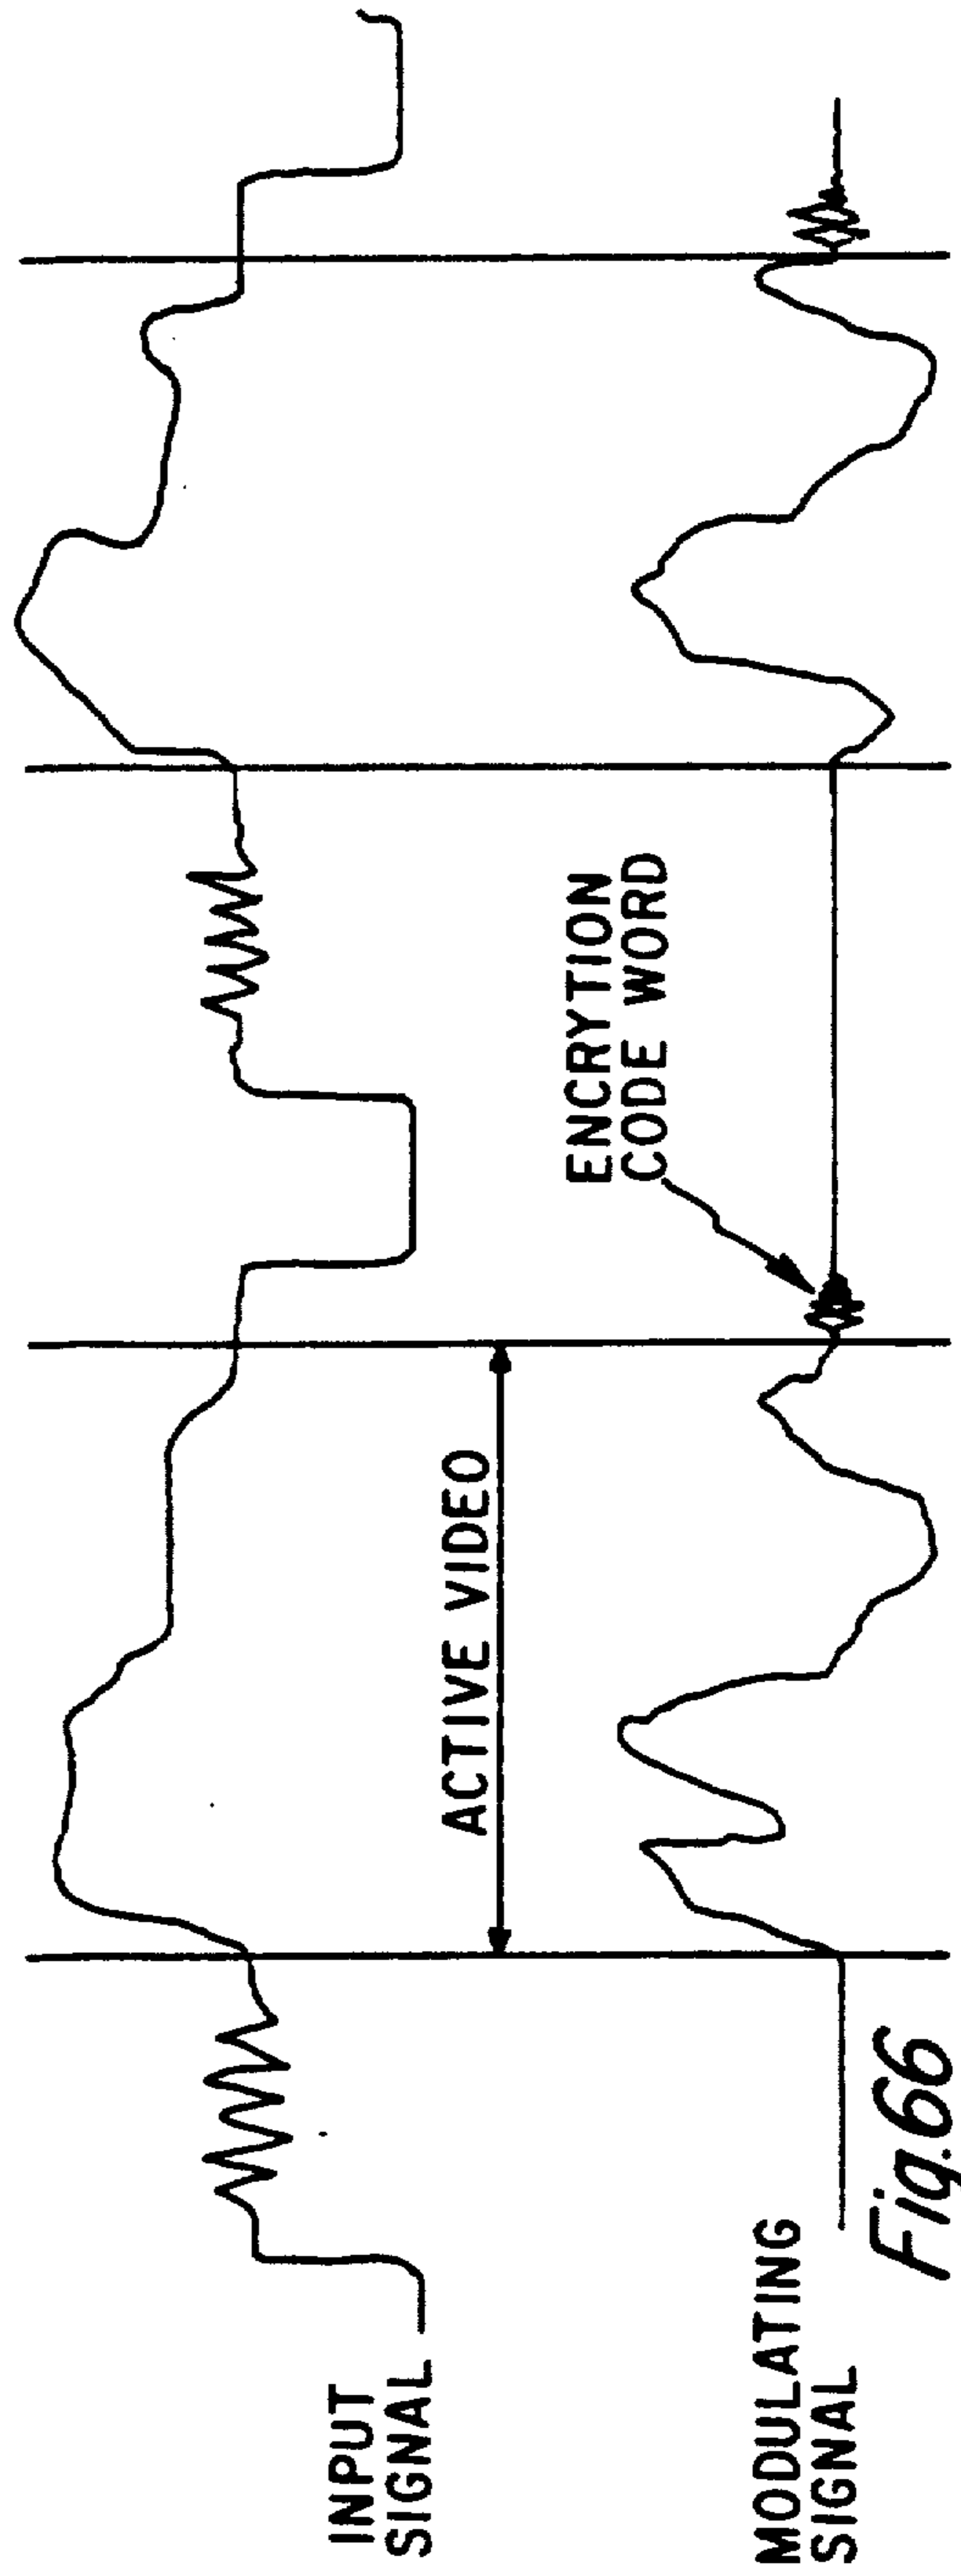 INPUT
SIGNAL
ACTIVE VIDEO
ENCRYTION
CODE WORD
MODULATING
SIGNAL
Fig.66